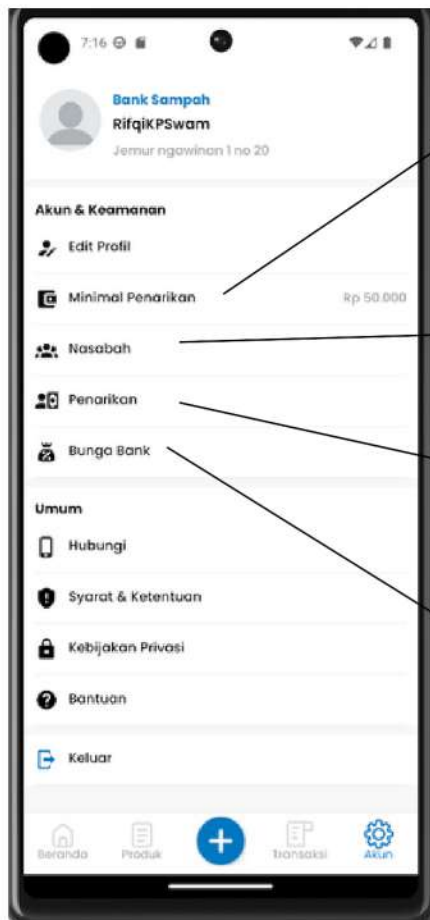 7:16
Bank Sampah
RifqiKPSwam
Jemur ngawinan 1 no 20
Akun & Keamanan
Edit Profil
Minimal Penarikan Rp 50.000
Nasabah
Penarikan
Bunga Bank
Umum
Hubungi
Syarat & Ketentuan
Kebijakan Privasi
Bantuan
Keluar
Beranda Produk Transaksi Akun